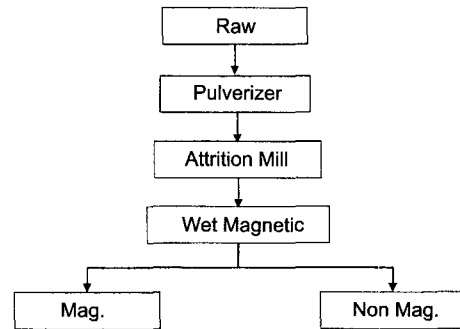 Raw
Pulverizer
Attrition Mill
Wet Magnetic
Mag.
Non Mag.